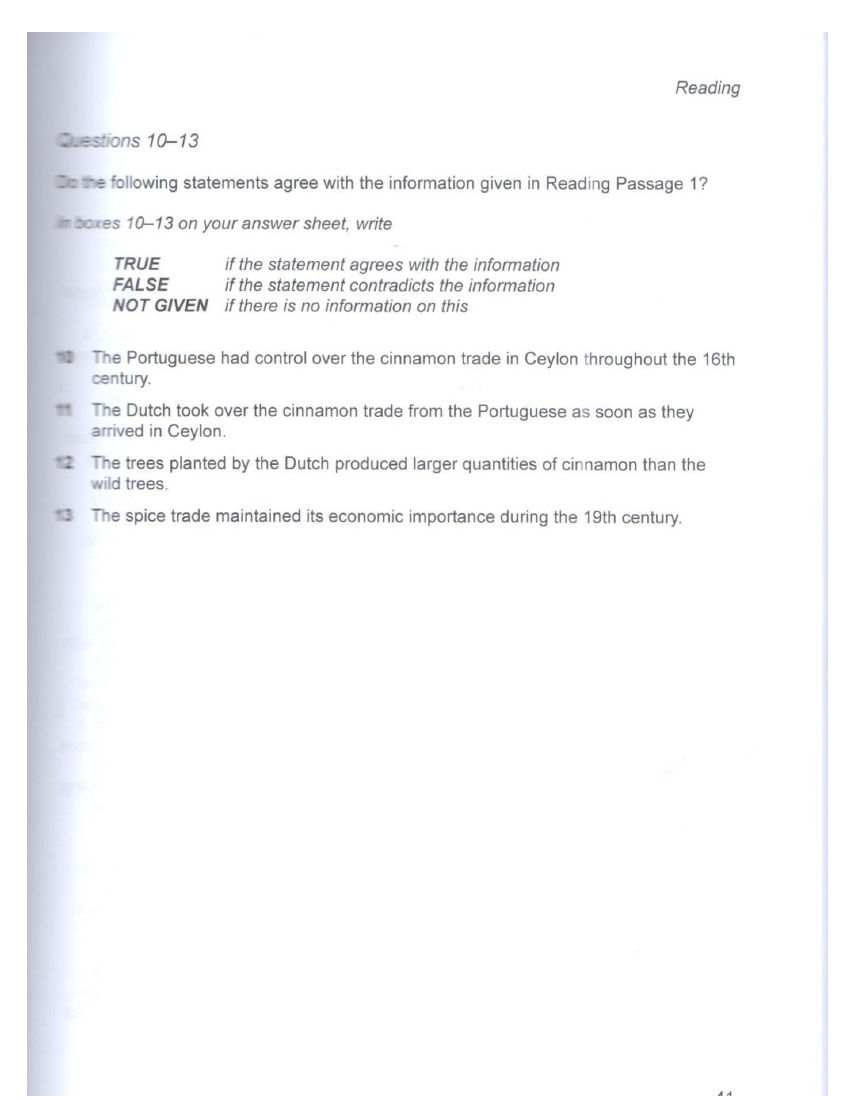 Reading
Questions 10–13
Do the following statements agree with the information given in Reading Passage 1?
In boxes 10–13 on your answer sheet, write
TRUE if the statement agrees with the information
FALSE if the statement contradicts the information
NOT GIVEN if there is no information on this
10 The Portuguese had control over the cinnamon trade in Ceylon throughout the 16th
century.
11 The Dutch took over the cinnamon trade from the Portuguese as soon as they
arrived in Ceylon.
12 The trees planted by the Dutch produced larger quantities of cinnamon than the
wild trees.
13 The spice trade maintained its economic importance during the 19th century.